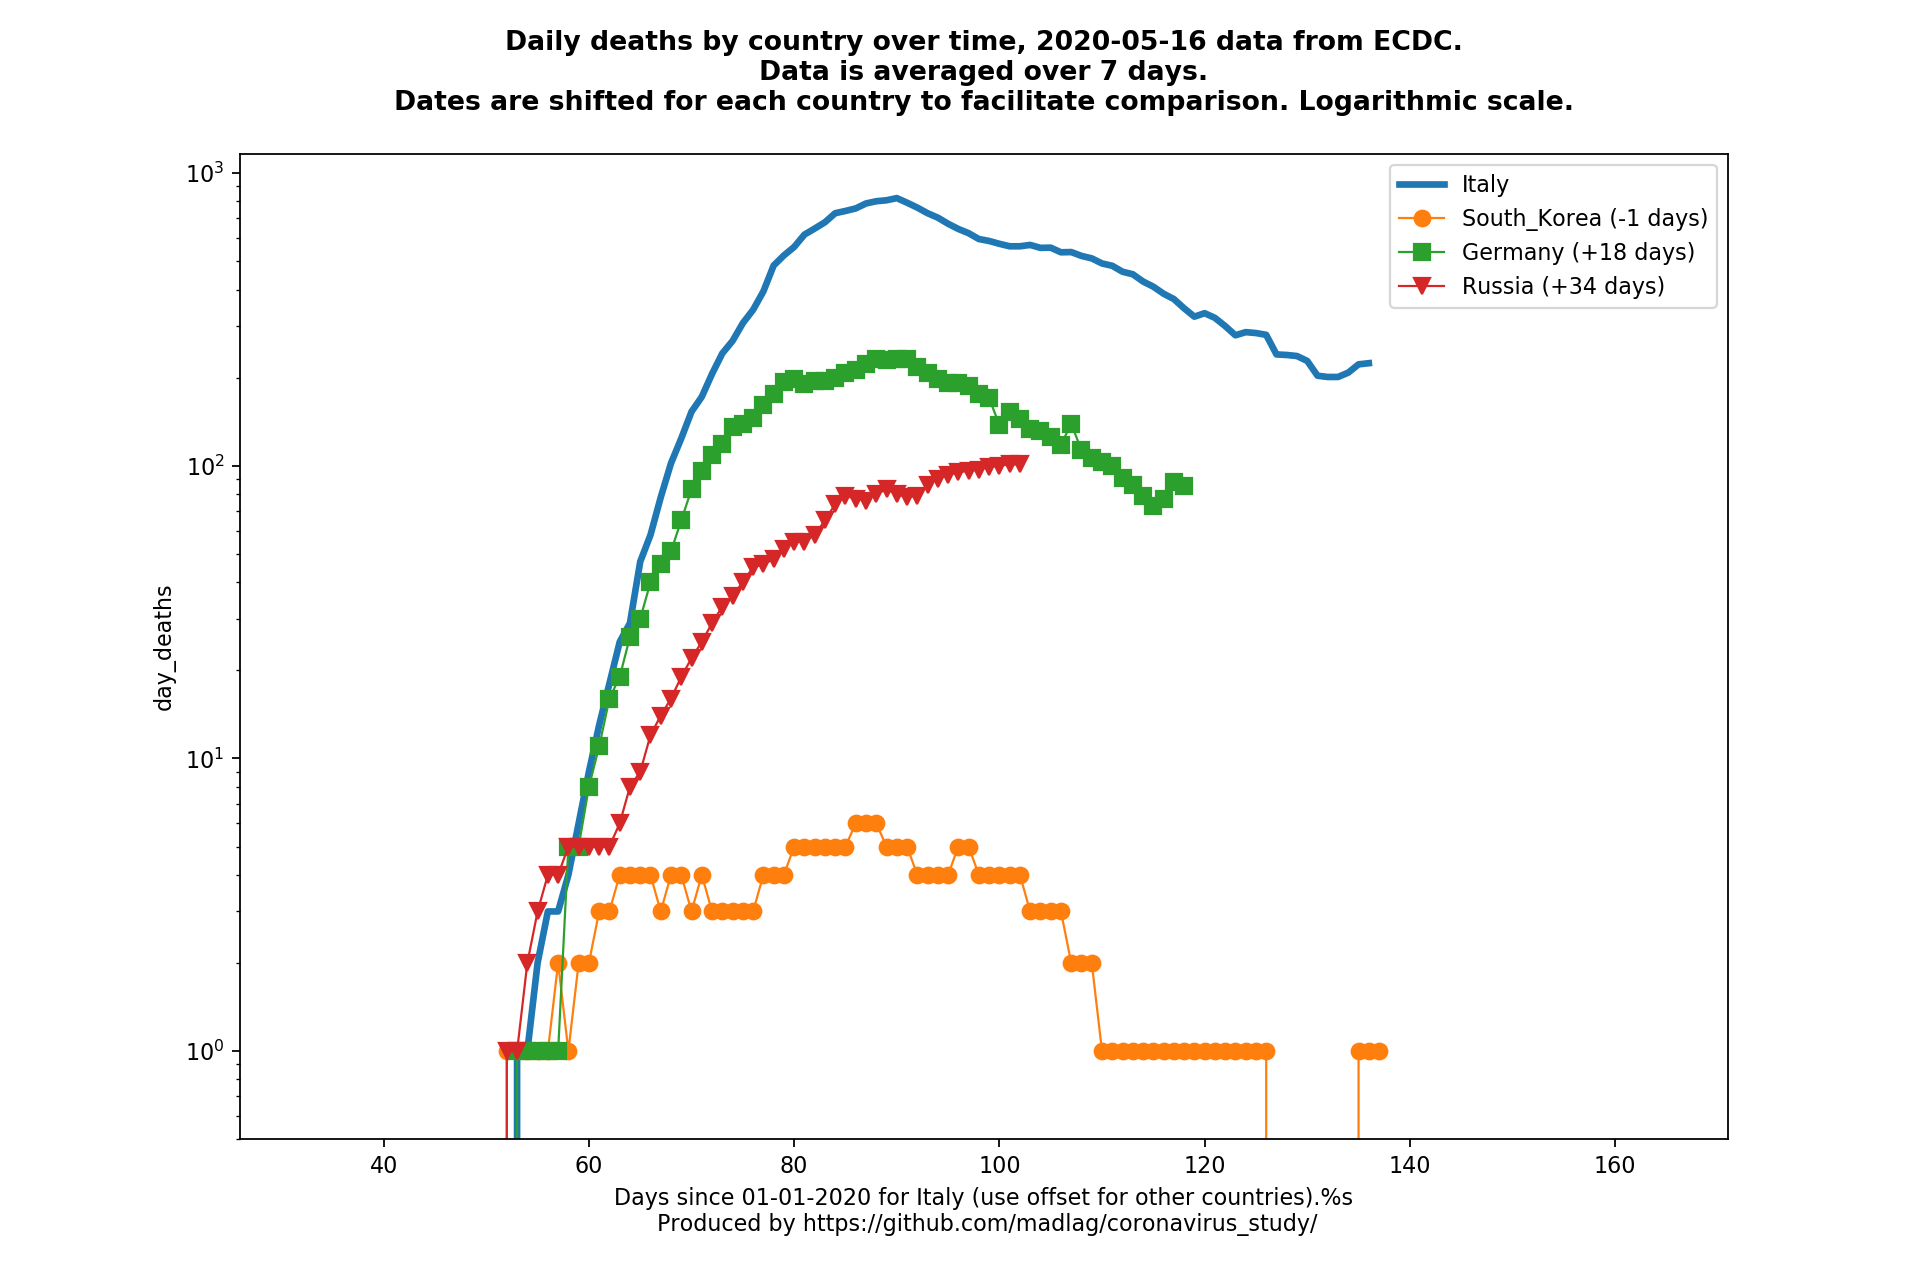 Daily deaths by country over time, 2020-05-16 data from ECDC.
Data is averaged over 7 days.
Dates are shifted for each country to facilitate comparison. Logarithmic scale.
10³
10²
10¹
10⁰
day_deaths
Italy
South_Korea (-1 days)
Germany (+18 days)
Russia (+34 days)
40 60 80 100 120 140 160
Days since 01-01-2020 for Italy (use offset for other countries).%s
Produced by https://github.com/madlag/coronavirus_study/